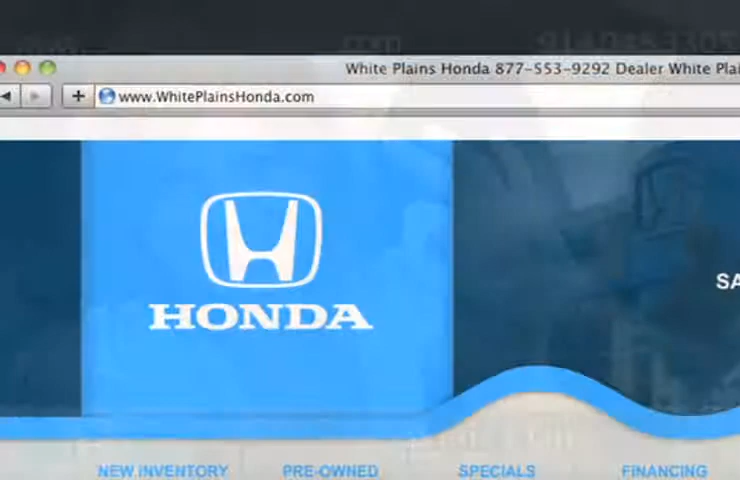 White Plains Honda 877-553-9292 Dealer White Plai
www.WhitePlainsHonda.com
HONDA
SA
NEW INVENTORY PRE-OWNED SPECIALS FINANCING